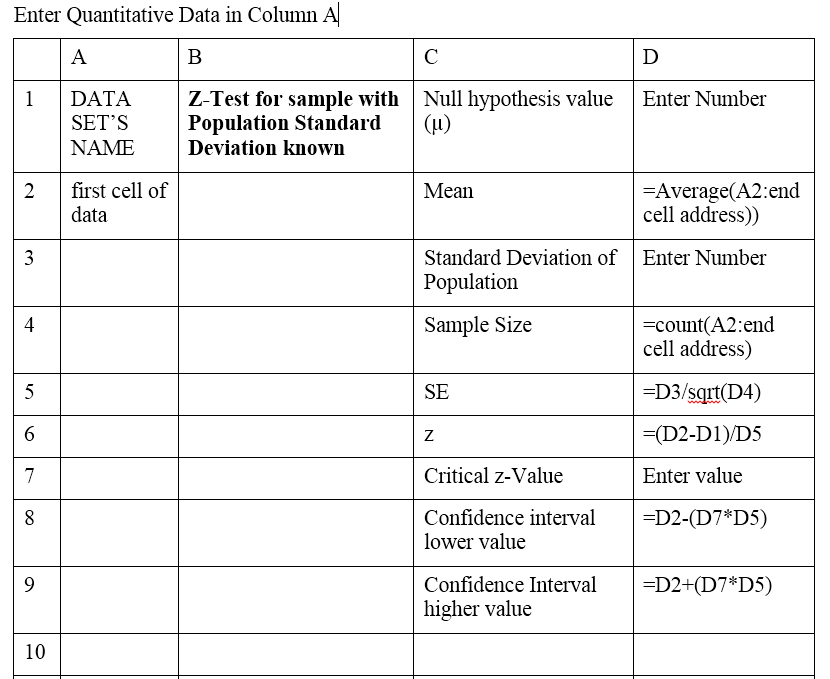 Enter Quantitative Data in Column A
A B C D
1 DATA SET'S NAME Z-Test for sample with Population Standard Deviation known Null hypothesis value (μ) Enter Number
2 first cell of data Mean =Average(A2:end cell address))
3 Standard Deviation of Population Enter Number
4 Sample Size =count(A2:end cell address)
5 SE =D3/sqrt(D4)
6 z =(D2-D1)/D5
7 Critical z-Value Enter value
8 Confidence interval lower value =D2-(D7*D5)
9 Confidence Interval higher value =D2+(D7*D5)
10